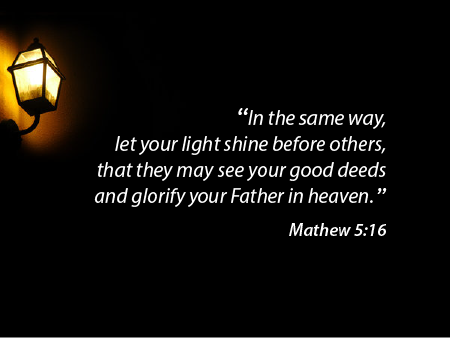 “In the same way,
let your light shine before others,
that they may see your good deeds
and glorify your Father in heaven.”
Mathew 5:16